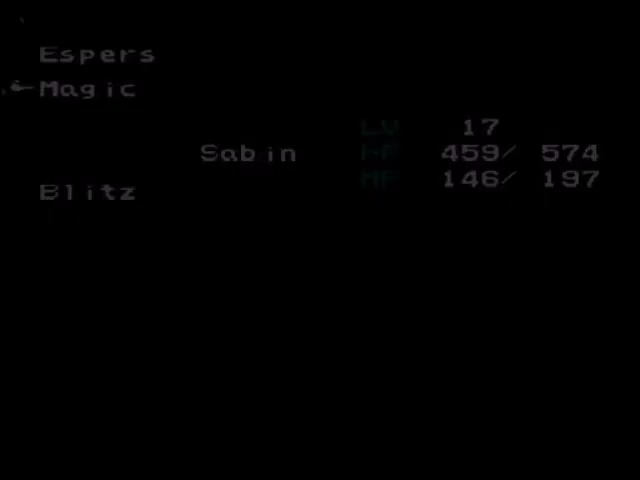 Espers
Magic
LV 17
Sabin HP 459/ 574
MP 146/ 197
Blitz